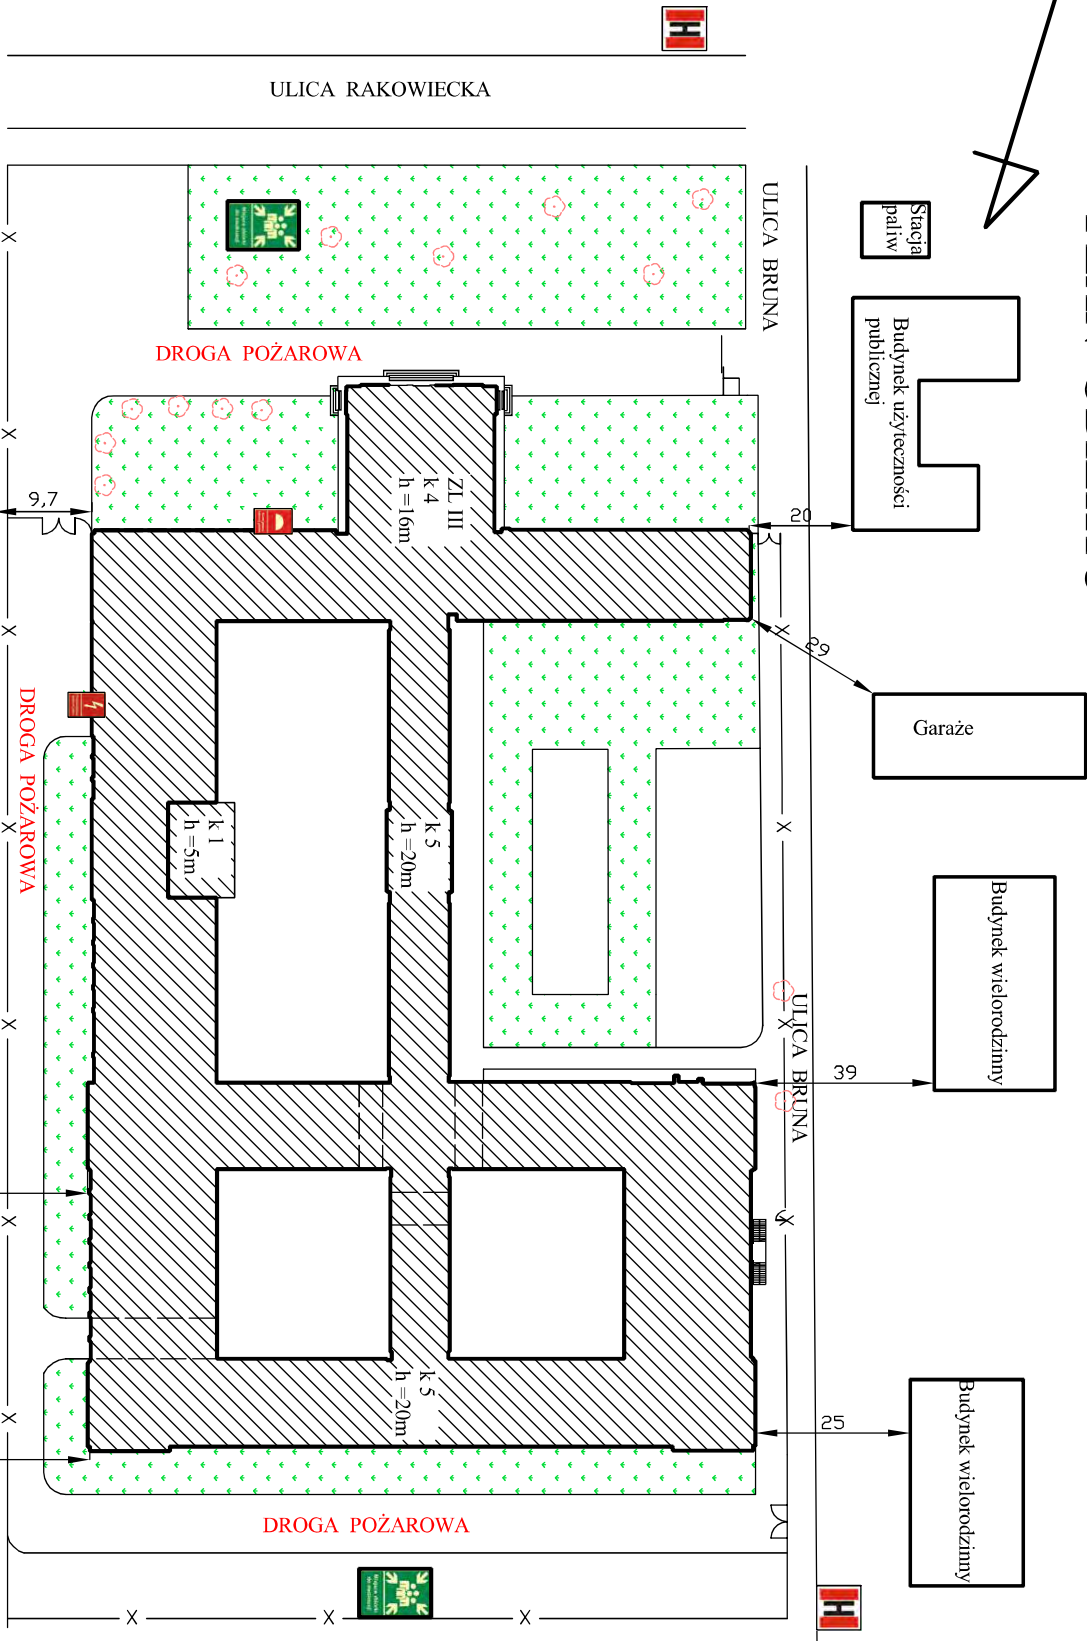 H
ULICA RAKOWIECKA
ULICA BRUNA
Stacja
paliw
Budynek użyteczności
publicznej
DROGA POŻAROWA
ZL III
k 4
h =16m
9,7
20
29
Garaże
DROGA POŻAROWA
k 1
h =5m
k 5
h =20m
Budynek wielorodzinny
ULICA BRUNA
39
k 5
h =20m
25
Budynek wielorodzinny
DROGA POŻAROWA
H